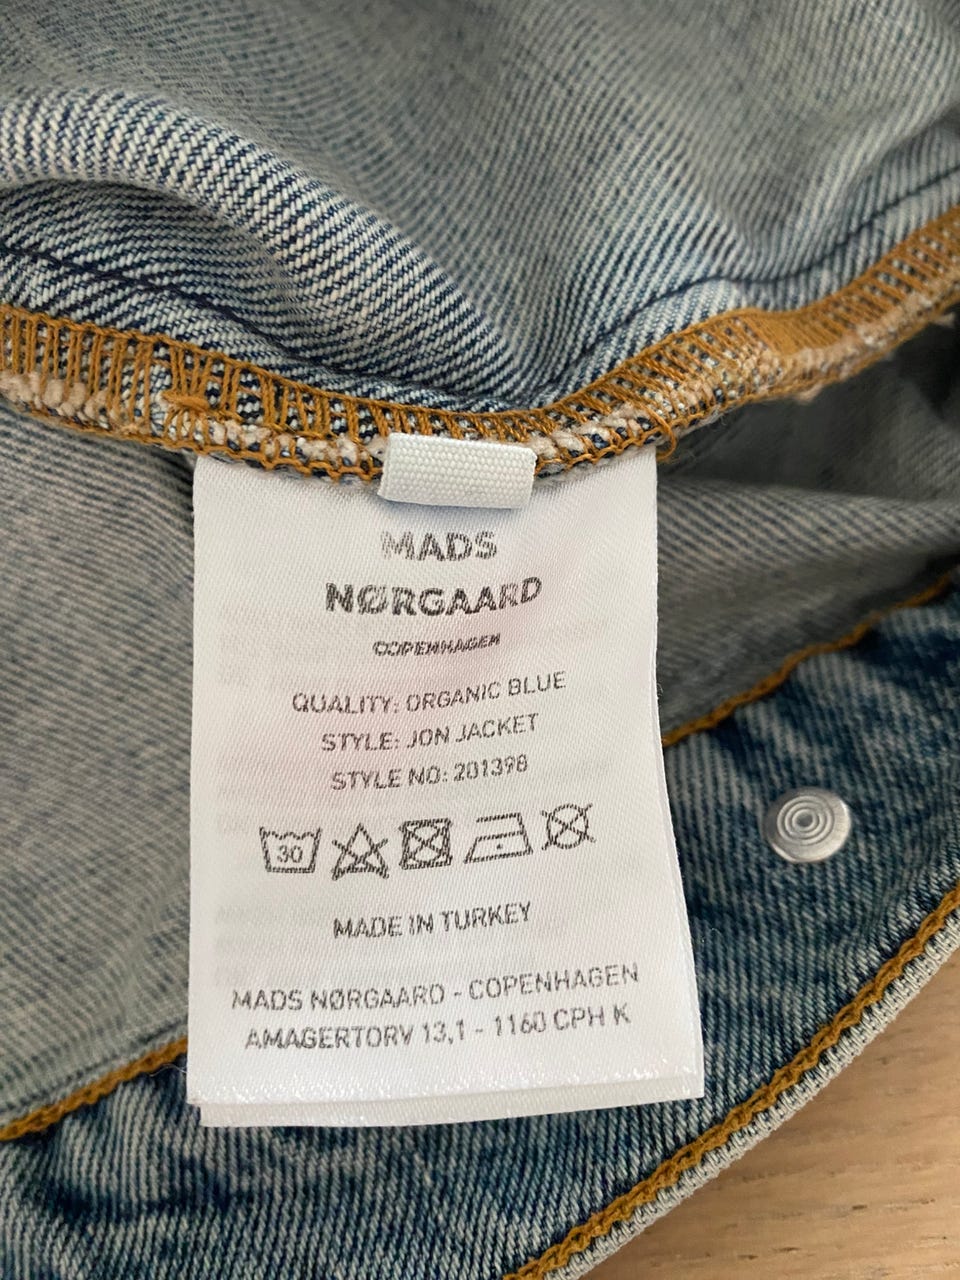 MADS
NØRGAARD
COPENHAGEN
QUALITY: ORGANIC BLUE
STYLE: JON JACKET
STYLE NO: 201398
30
MADE IN TURKEY
MADS NØRGAARD - COPENHAGEN
AMAGERTORV 13,1 - 1160 CPH K